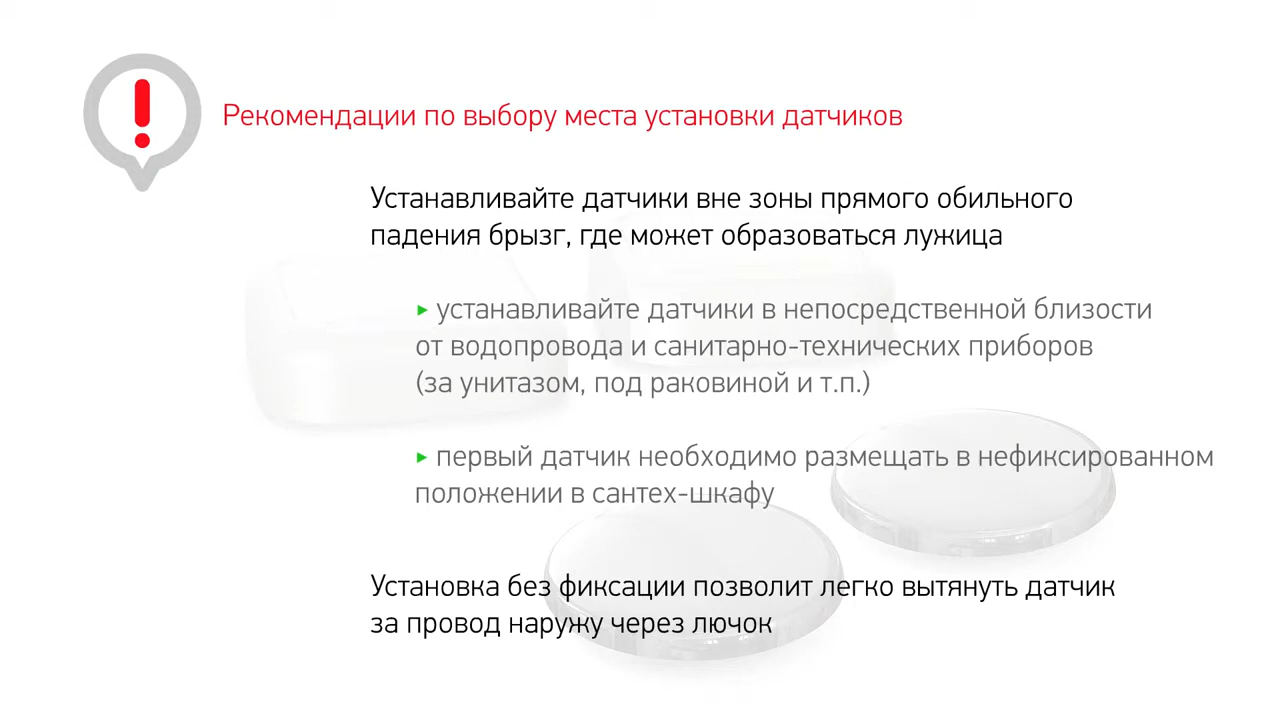 Рекомендации по выбору места установки датчиков
Устанавливайте датчики вне зоны прямого обильного
падения брызг, где может образоваться лужица
▸ устанавливайте датчики в непосредственной близости
от водопровода и санитарно-технических приборов
(за унитазом, под раковиной и т.п.)
▸ первый датчик необходимо размещать в нефиксированном
положении в сантех-шкафу
Установка без фиксации позволит легко вытянуть датчик
за провод наружу через лючок